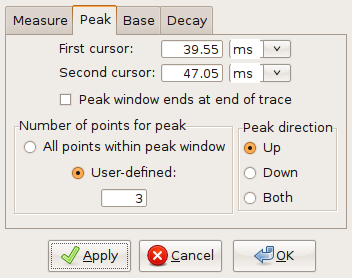 Measure Peak Base Decay
First cursor: 39.55 ms
Second cursor: 47.05 ms
Peak window ends at end of trace
Number of points for peak
All points within peak window
User-defined:
3
Peak direction
Up
Down
Both
Apply Cancel OK